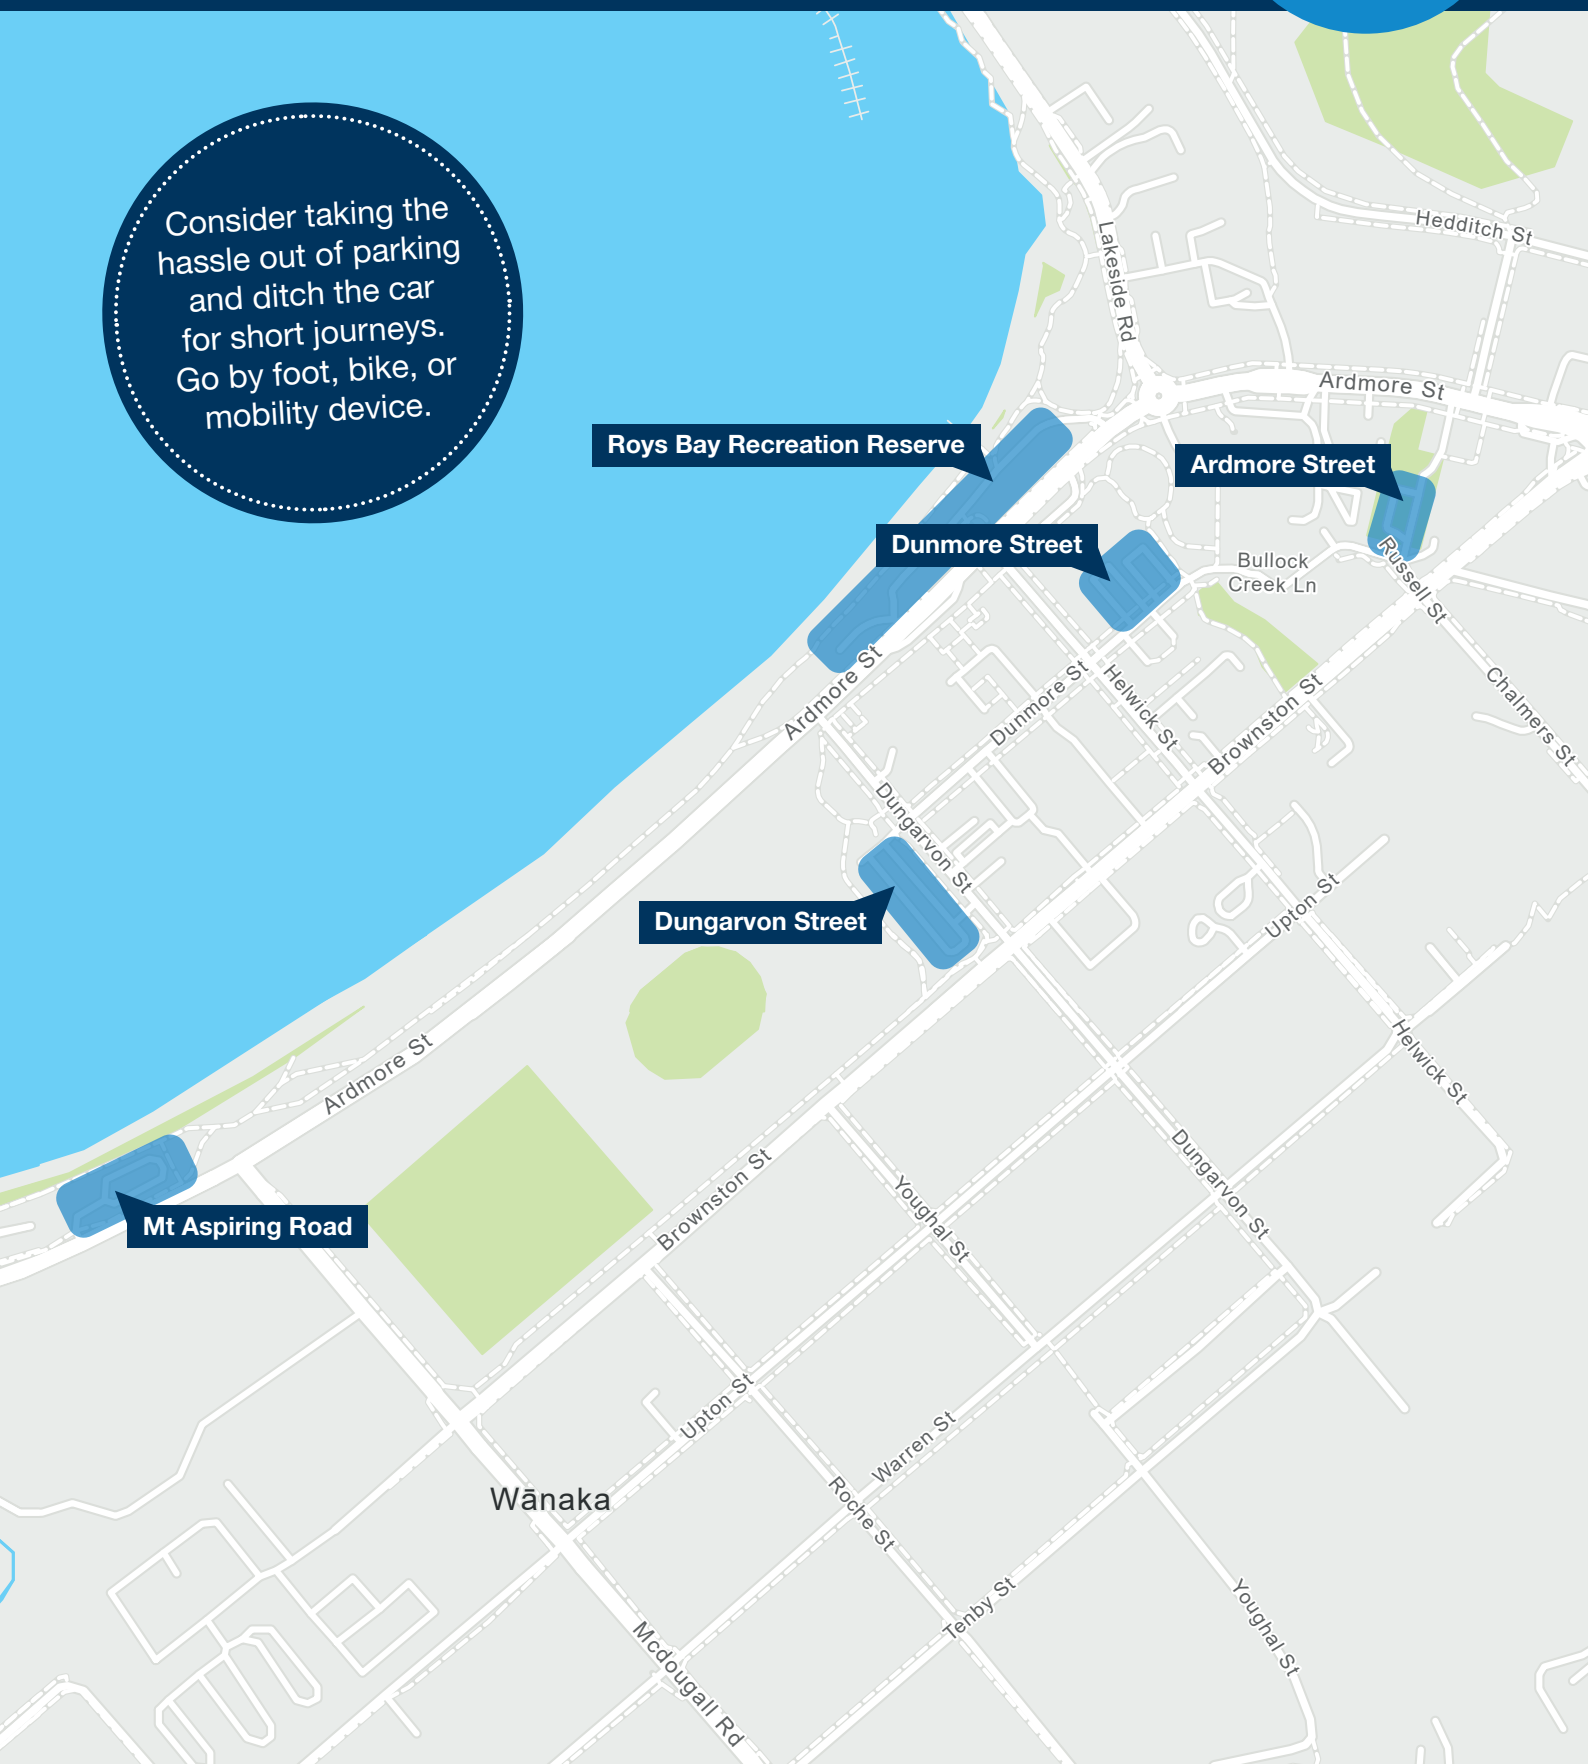 Consider taking the
hassle out of parking
and ditch the car
for short journeys.
Go by foot, bike, or
mobility device.
Hedditch St
Lakeside Rd
Ardmore St
Roys Bay Recreation Reserve
Ardmore Street
Dunmore Street
Bullock
Creek Ln
Russell St
Ardmore St
Dunmore St
Helwick St
Brownston St
Chalmers St
Dungarvon St
Upton St
Dungarvon Street
Ardmore St
Helwick St
Mt Aspiring Road
Brownston St
Youghal St
Dungarvon St
Upton St
Warren St
Wānaka
Roche St
Tenby St
Youghal St
Mcdougall Rd